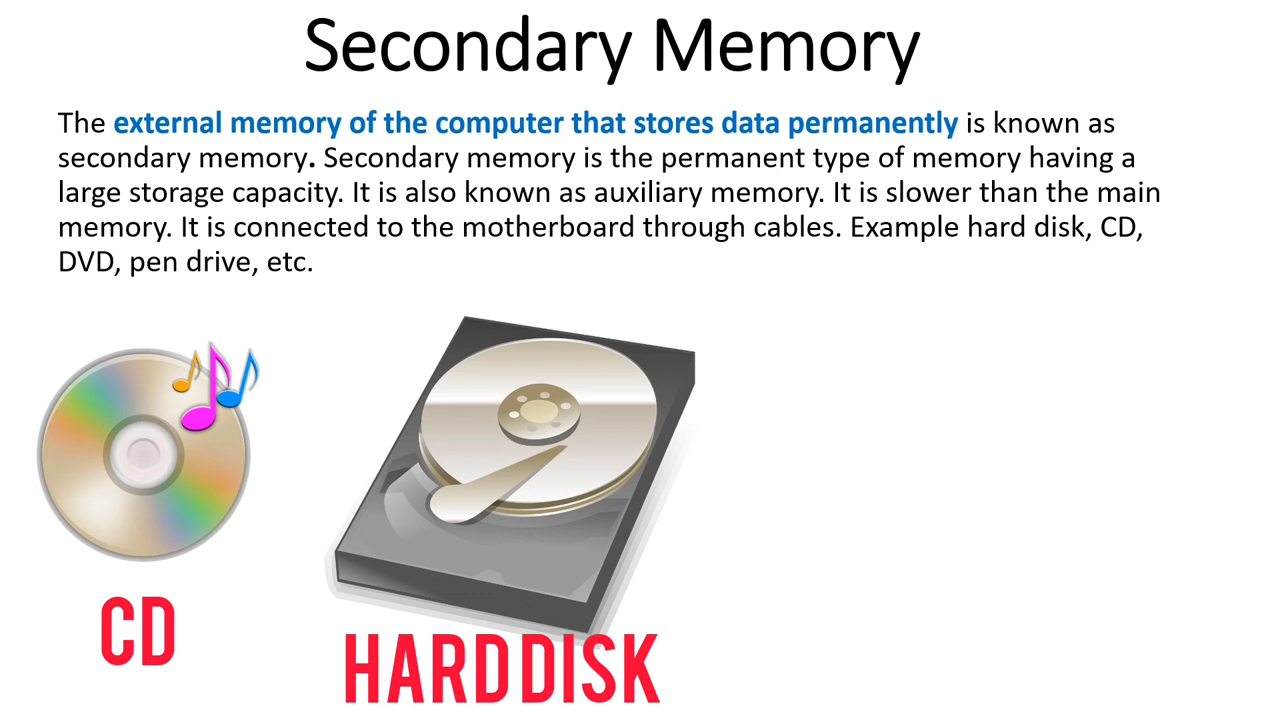 Secondary Memory
The external memory of the computer that stores data permanently is known as
secondary memory. Secondary memory is the permanent type of memory having a
large storage capacity. It is also known as auxiliary memory. It is slower than the main
memory. It is connected to the motherboard through cables. Example hard disk, CD,
DVD, pen drive, etc.
CD
HARD DISK